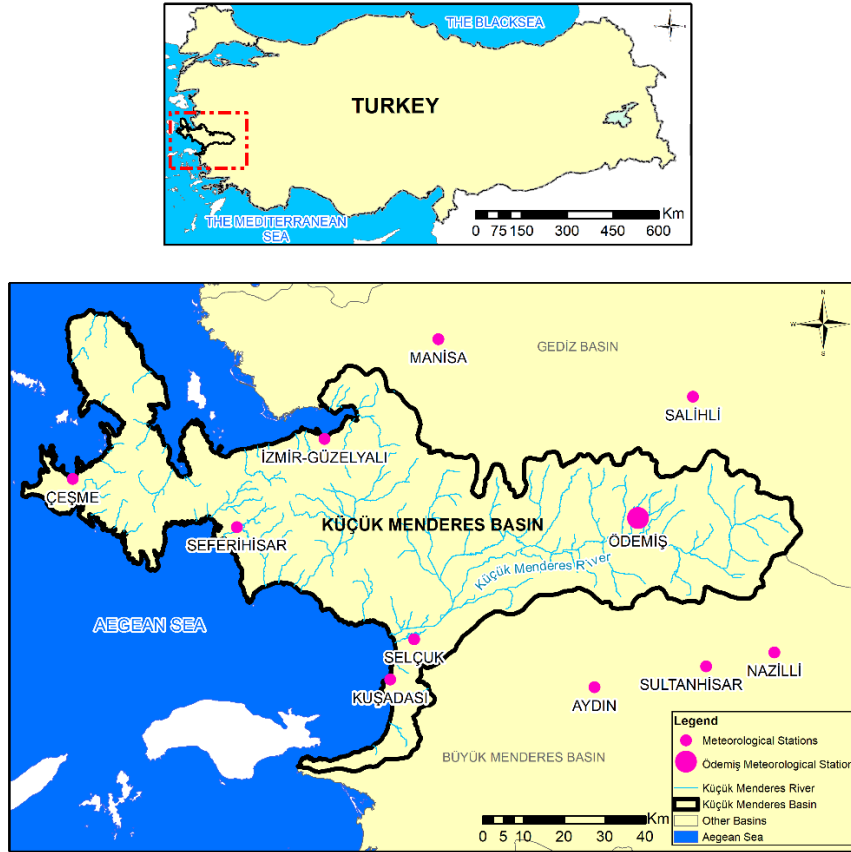 THE BLACKSEA
TURKEY
THE MEDITERRANEAN
SEA
Km
0 75 150 300 450 600
N
W E
S
MANİSA
GEDİZ BASIN
SALİHLİ
İZMİR-GÜZELYALI
ÇEŞME
SEFERİHİSAR
KÜÇÜK MENDERES BASIN
ÖDEMİŞ
Küçük Menderes River
AEGEAN SEA
SELÇUK
KUŞADASI
NAZİLLİ
SULTANHİSAR
AYDIN
BÜYÜK MENDERES BASIN
Legend
Meteorological Stations
Ödemiş Meteorological Station
Küçük Menderes River
Küçük Menderes Basin
Other Basins
Aegean Sea
Km
0 5 10 20 30 40